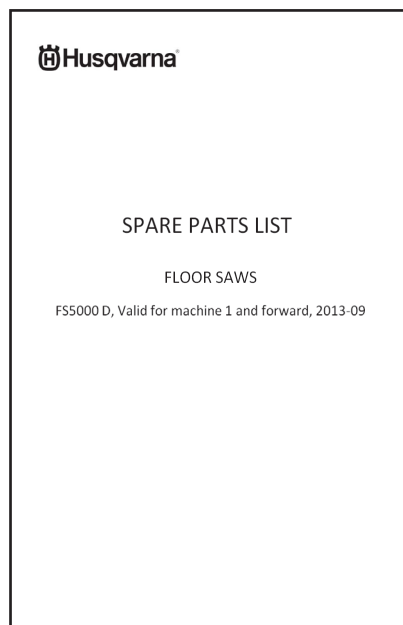 Husqvarna®
SPARE PARTS LIST
FLOOR SAWS
FS5000 D, Valid for machine 1 and forward, 2013-09